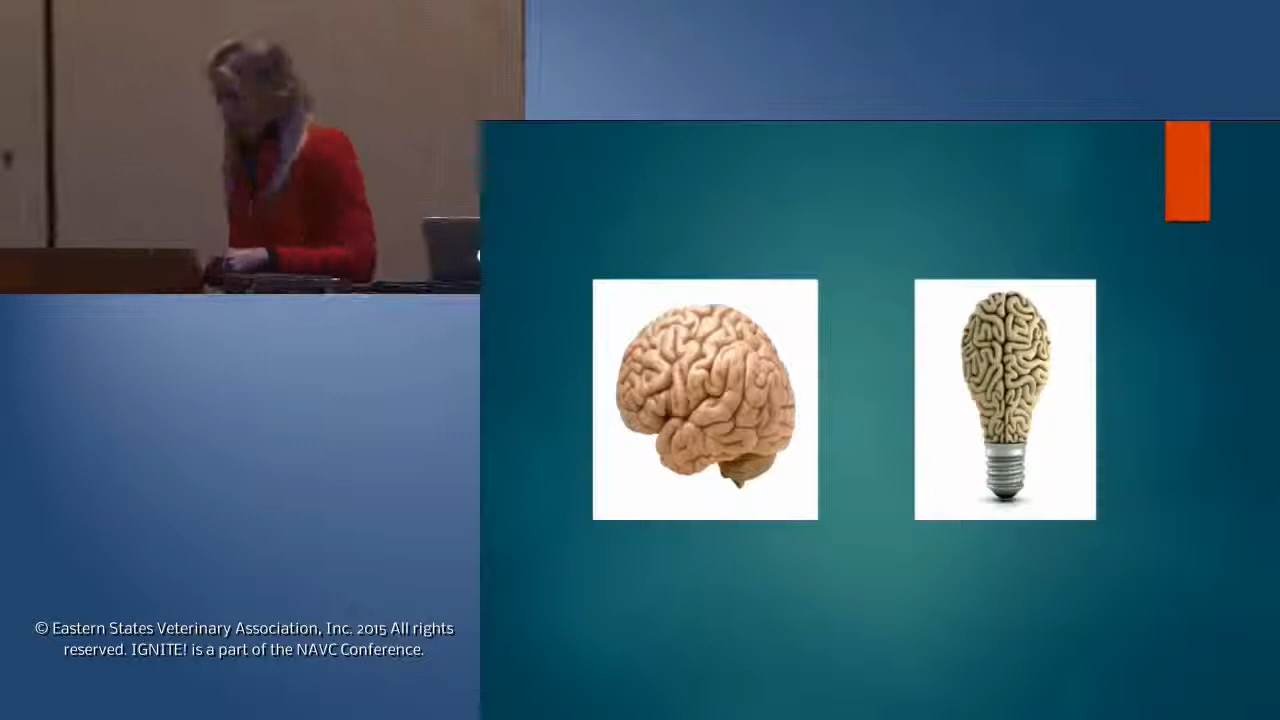 © Eastern States Veterinary Association, Inc. 2015 All rights
reserved. IGNITE! is a part of the NAVC Conference.